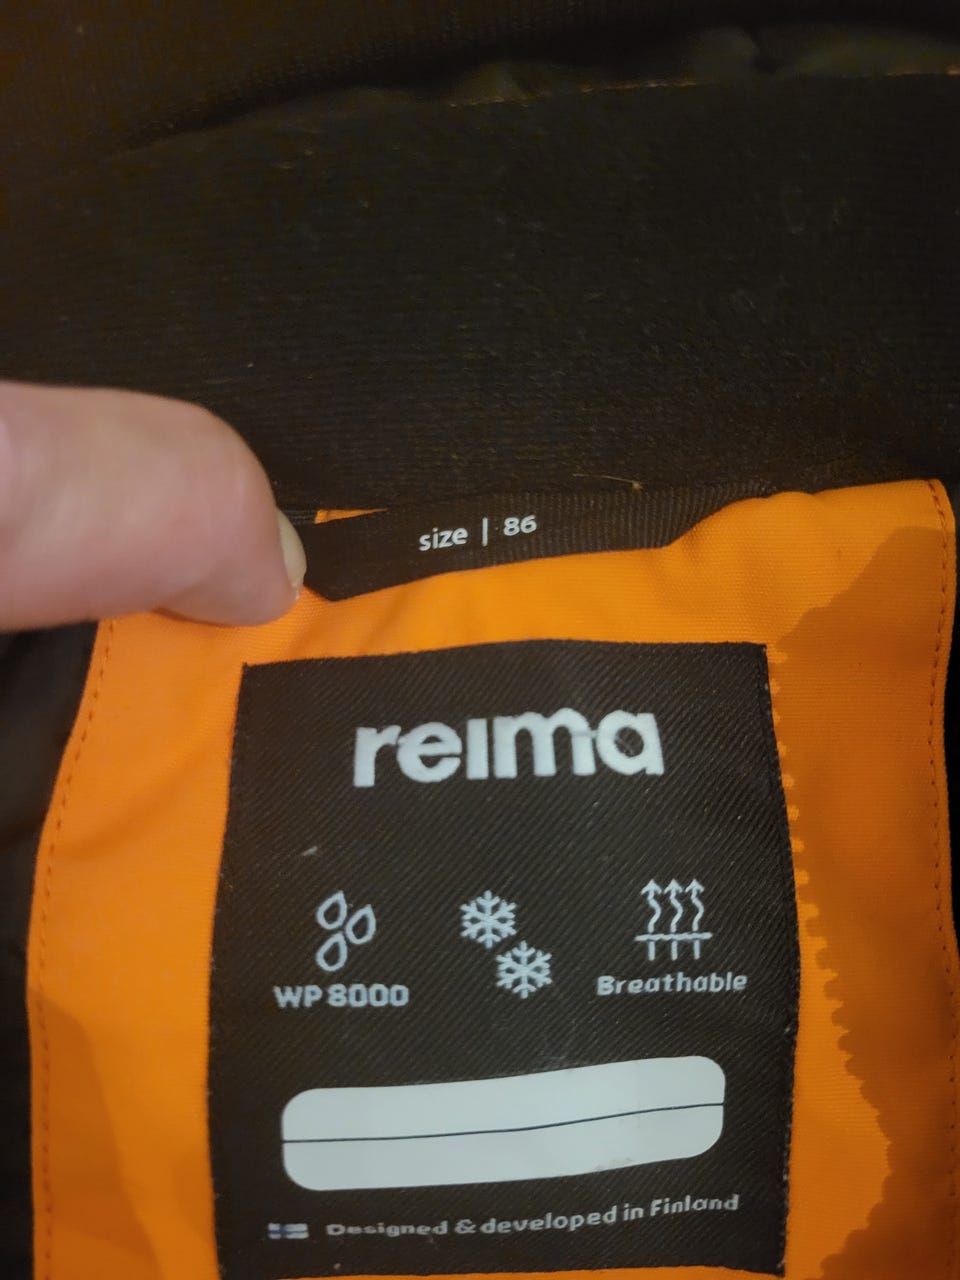 size | 86
reima
WP 8000
Breathable
Designed & developed in Finland